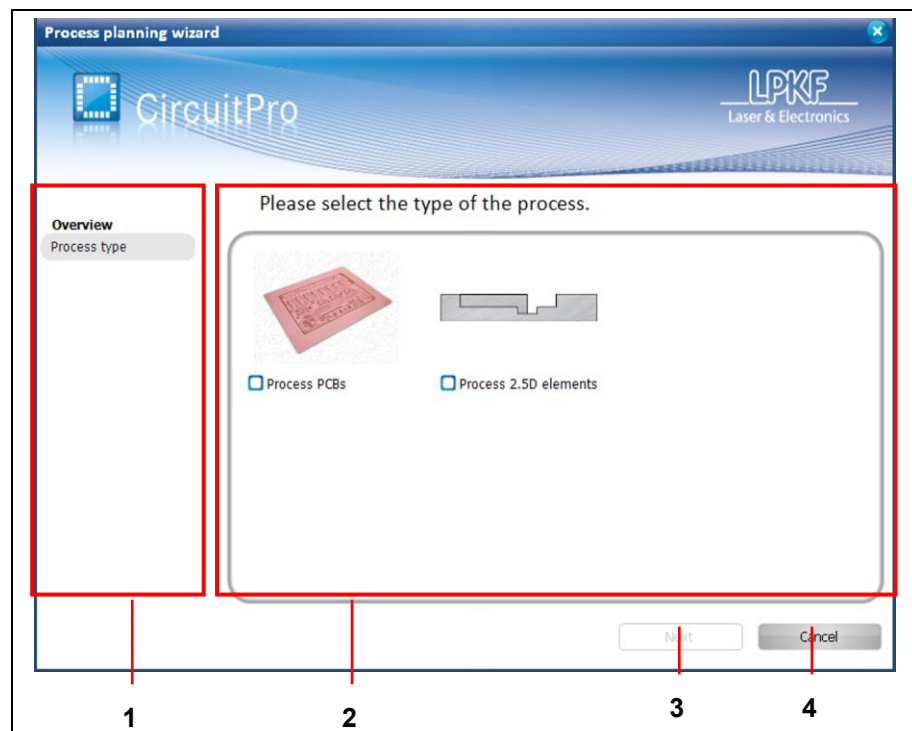 Process planning wizard
CircuitPro
LPKF
Laser & Electronics
Overview
Process type
Please select the type of the process.
Process PCBs
Process 2.5D elements
Next
Cancel
1
2
3
4